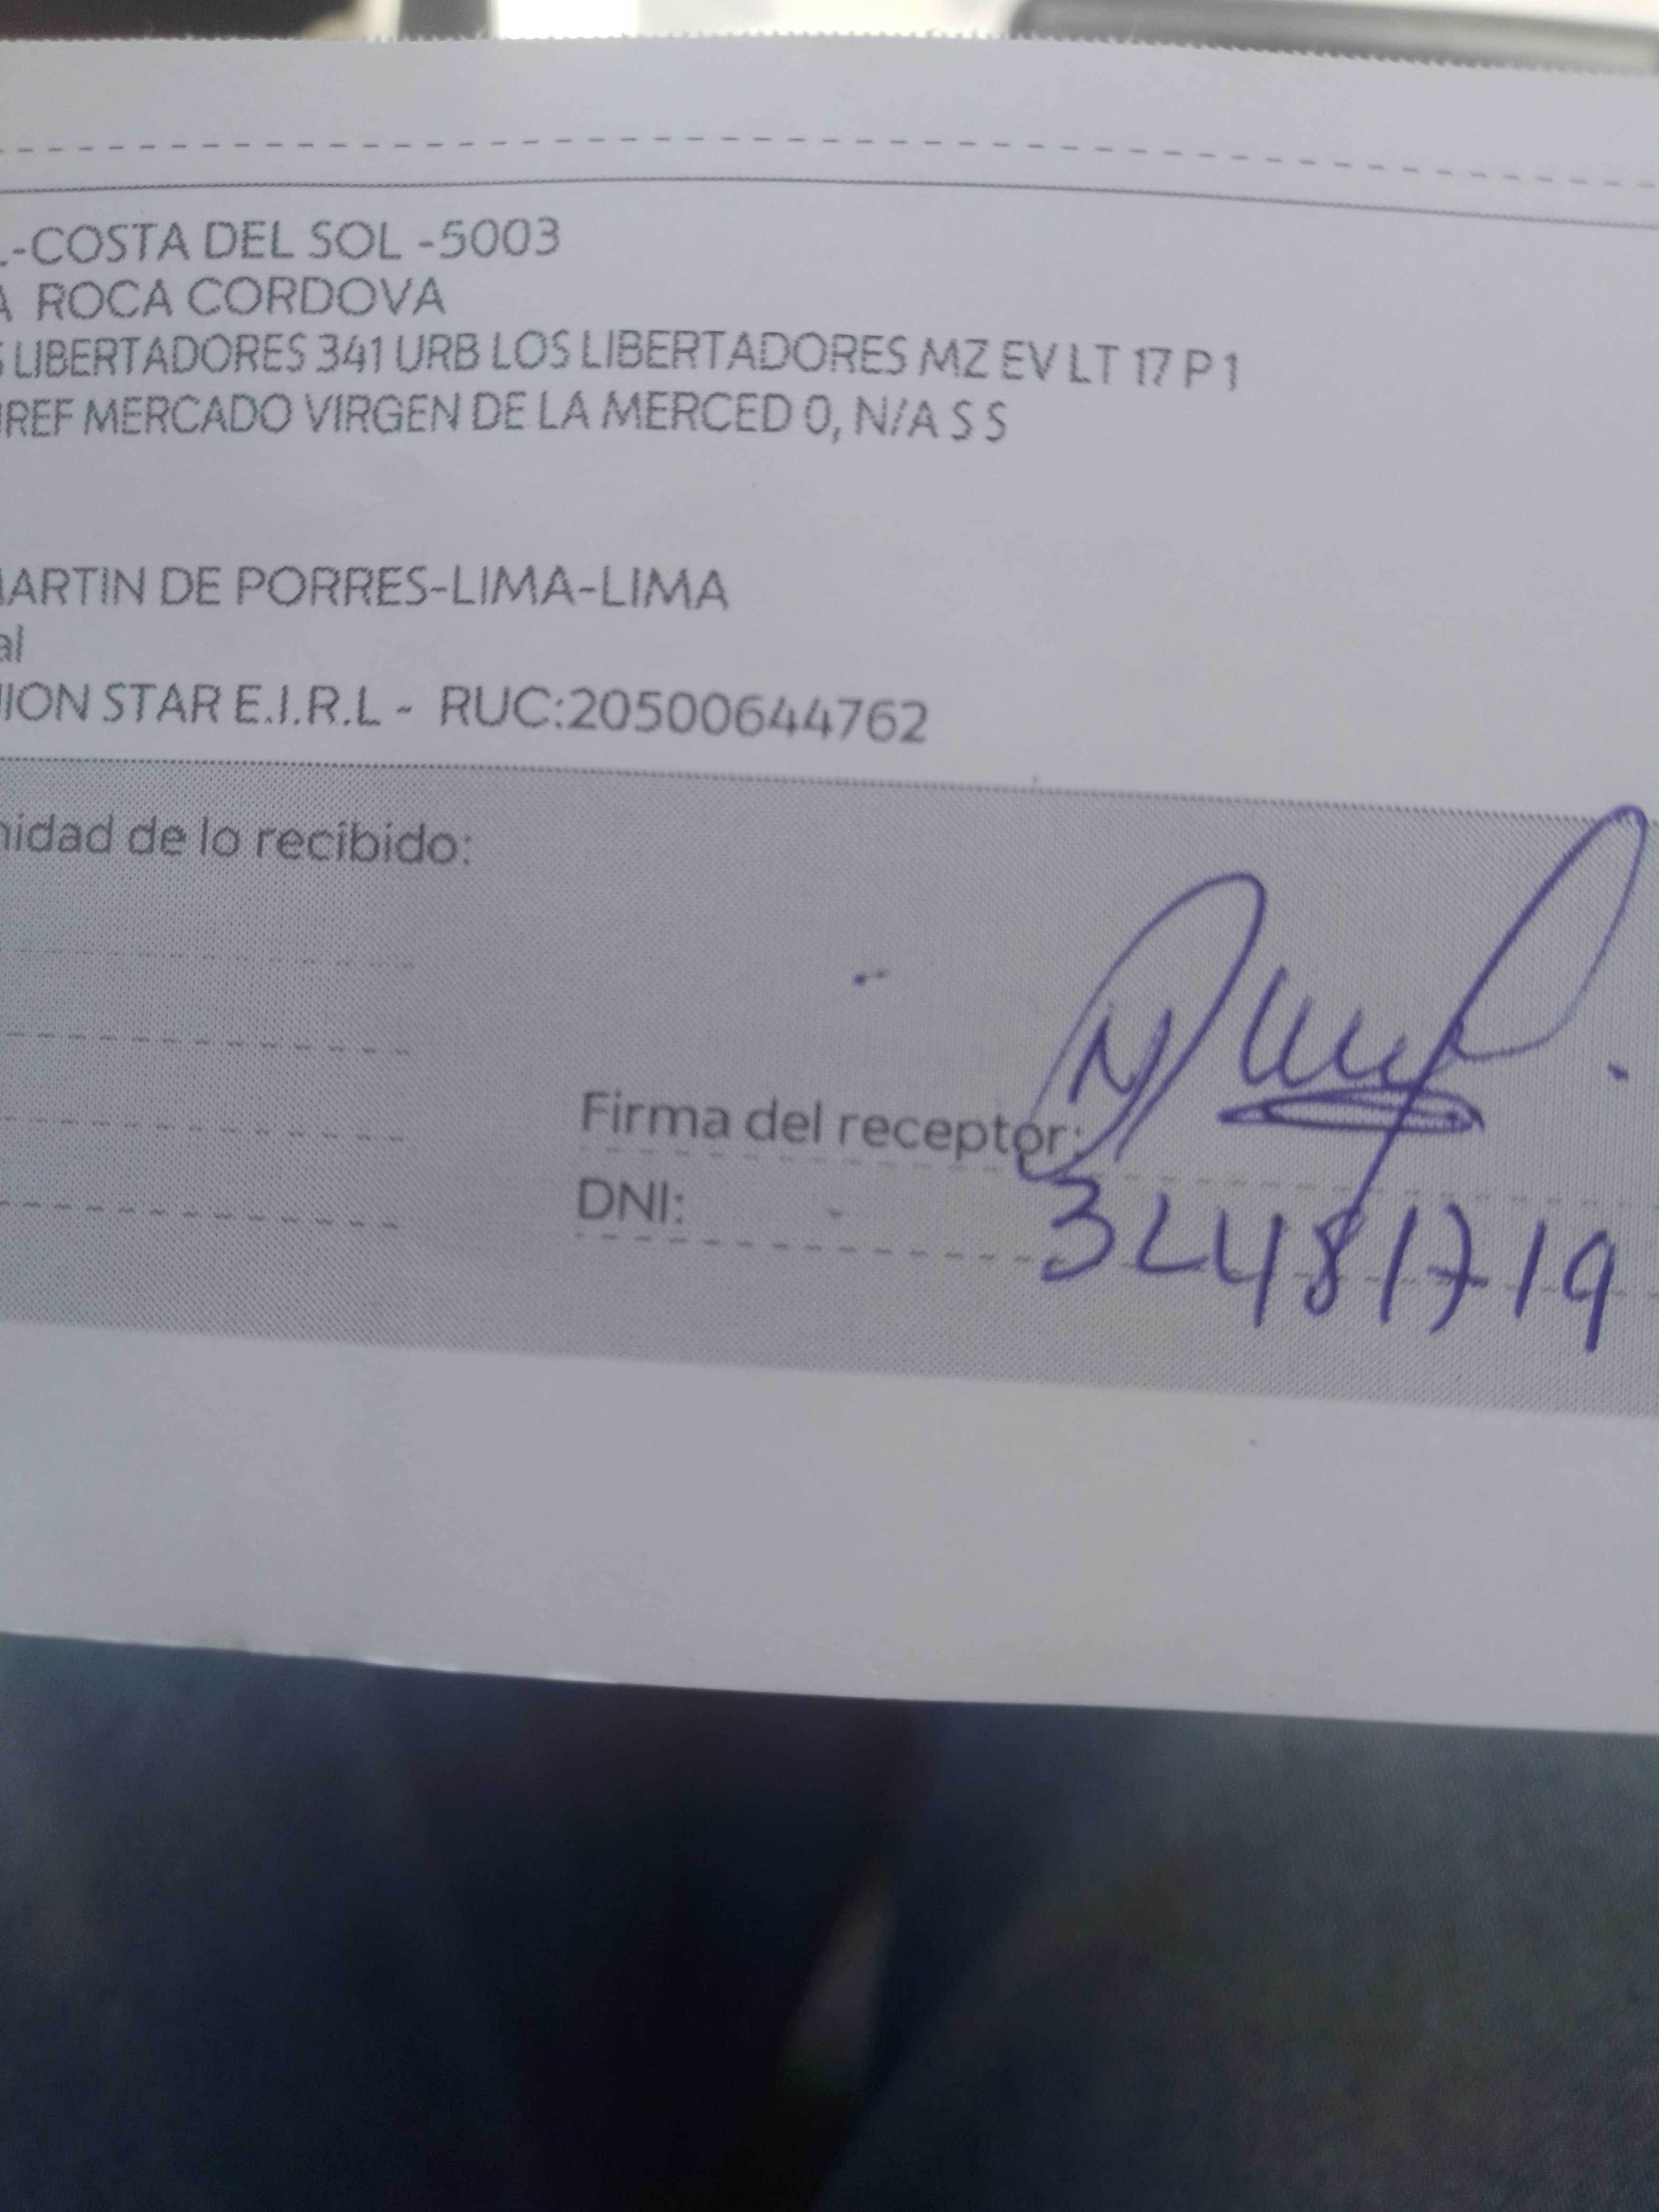 -COSTA DEL SOL -5003
A ROCA CORDOVA
S LIBERTADORES 341 URB LOS LIBERTADORES MZ EV LT 17 P 1
REF MERCADO VIRGEN DE LA MERCED 0, N/A S S
MARTIN DE PORRES-LIMA-LIMA
al
ION STAR E.I.R.L - RUC:20500644762
nidad de lo recibido:
Firma del receptor:
DNI: 32481719